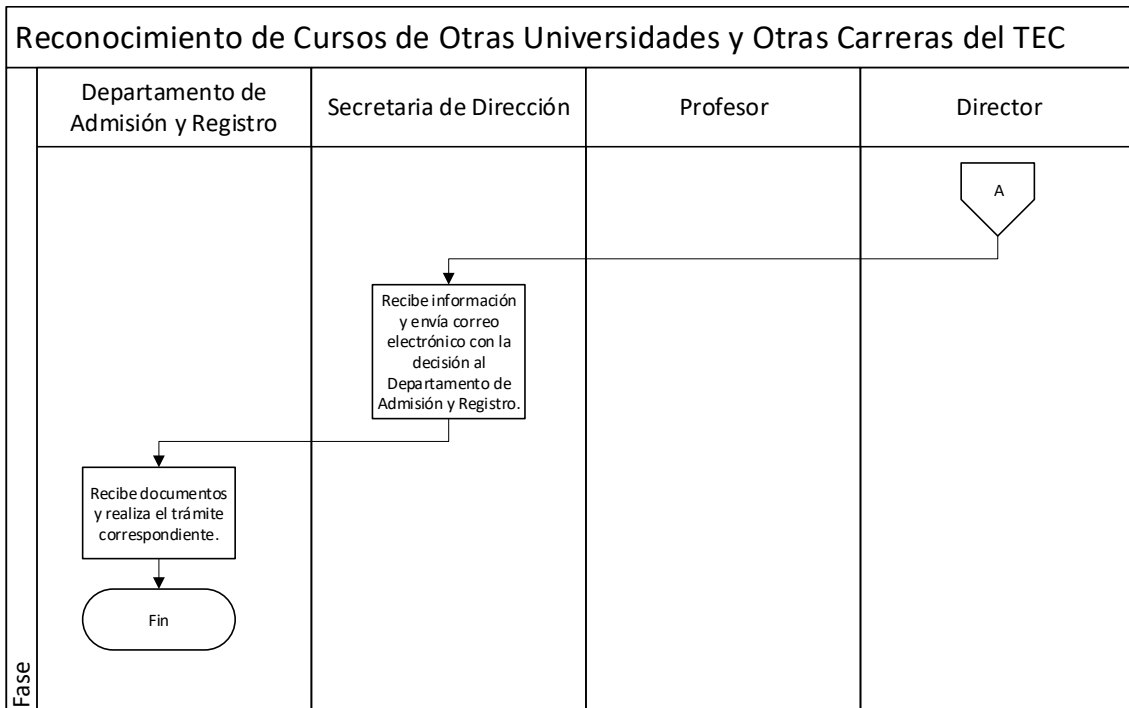 Reconocimiento de Cursos de Otras Universidades y Otras Carreras del TEC
Departamento de
Admisión y Registro
Secretaria de Dirección
Profesor
Director
A
Recibe información
y envía correo
electrónico con la
decisión al
Departamento de
Admisión y Registro.
Recibe documentos
y realiza el trámite
correspondiente.
Fin
Fase